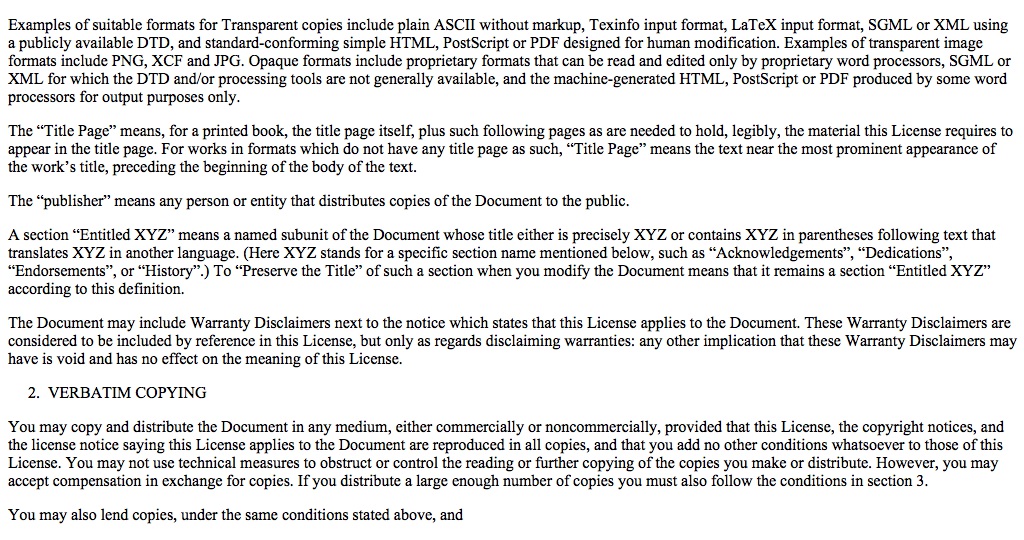 Examples of suitable formats for Transparent copies include plain ASCII without markup, Texinfo input format, LaTeX input format, SGML or XML using
a publicly available DTD, and standard-conforming simple HTML, PostScript or PDF designed for human modification. Examples of transparent image
formats include PNG, XCF and JPG. Opaque formats include proprietary formats that can be read and edited only by proprietary word processors, SGML or
XML for which the DTD and/or processing tools are not generally available, and the machine-generated HTML, PostScript or PDF produced by some word
processors for output purposes only.
The “Title Page” means, for a printed book, the title page itself, plus such following pages as are needed to hold, legibly, the material this License requires to
appear in the title page. For works in formats which do not have any title page as such, “Title Page” means the text near the most prominent appearance of
the work’s title, preceding the beginning of the body of the text.
The “publisher” means any person or entity that distributes copies of the Document to the public.
A section “Entitled XYZ” means a named subunit of the Document whose title either is precisely XYZ or contains XYZ in parentheses following text that
translates XYZ in another language. (Here XYZ stands for a specific section name mentioned below, such as “Acknowledgements”, “Dedications”,
“Endorsements”, or “History”.) To “Preserve the Title” of such a section when you modify the Document means that it remains a section “Entitled XYZ”
according to this definition.
The Document may include Warranty Disclaimers next to the notice which states that this License applies to the Document. These Warranty Disclaimers are
considered to be included by reference in this License, but only as regards disclaiming warranties: any other implication that these Warranty Disclaimers may
have is void and has no effect on the meaning of this License.
2. VERBATIM COPYING
You may copy and distribute the Document in any medium, either commercially or noncommercially, provided that this License, the copyright notices, and
the license notice saying this License applies to the Document are reproduced in all copies, and that you add no other conditions whatsoever to those of this
License. You may not use technical measures to obstruct or control the reading or further copying of the copies you make or distribute. However, you may
accept compensation in exchange for copies. If you distribute a large enough number of copies you must also follow the conditions in section 3.
You may also lend copies, under the same conditions stated above, and